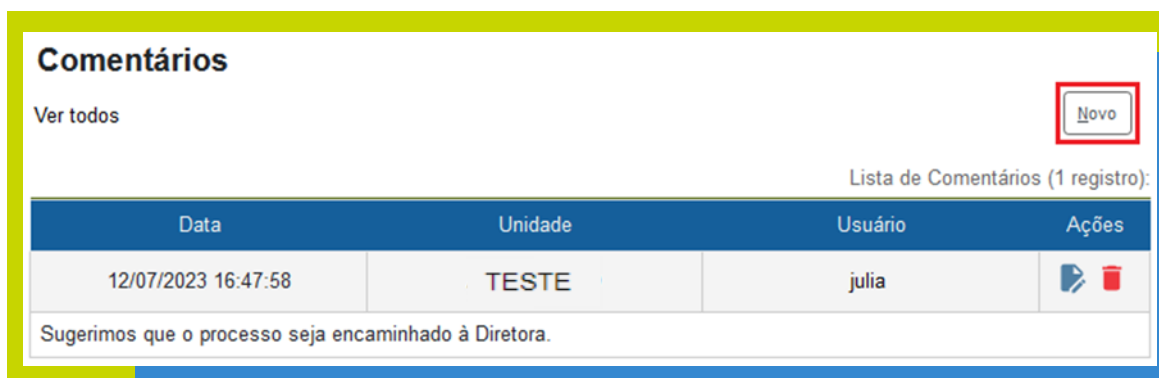 Comentários
Ver todos
Novo
Lista de Comentários (1 registro):
Data Unidade Usuário Ações
12/07/2023 16:47:58 TESTE julia
Sugerimos que o processo seja encaminhado à Diretora.